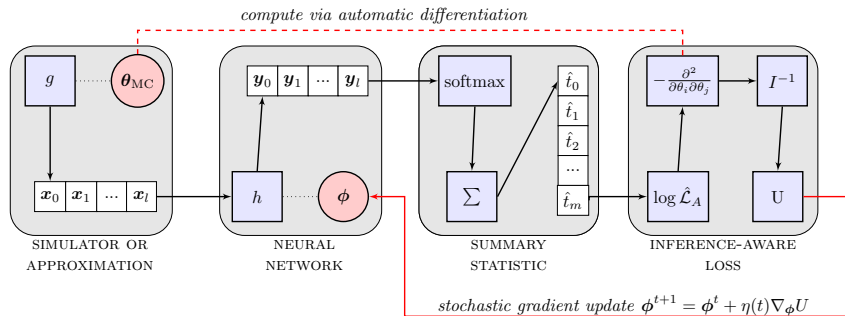 compute via automatic differentiation
g
θ_MC
x_0 x_1 ... x_l
SIMULATOR OR
APPROXIMATION
y_0 y_1 ... y_l
h
ϕ
NEURAL
NETWORK
softmax
∑
t̂_0
t̂_1
t̂_2
...
t̂_m
SUMMARY
STATISTIC
−∂²/∂θ_i∂θ_j
I⁻¹
log ℒ̂_A
U
INFERENCE-AWARE
LOSS
stochastic gradient update ϕ^{t+1} = ϕ^t + η(t)∇_ϕ U